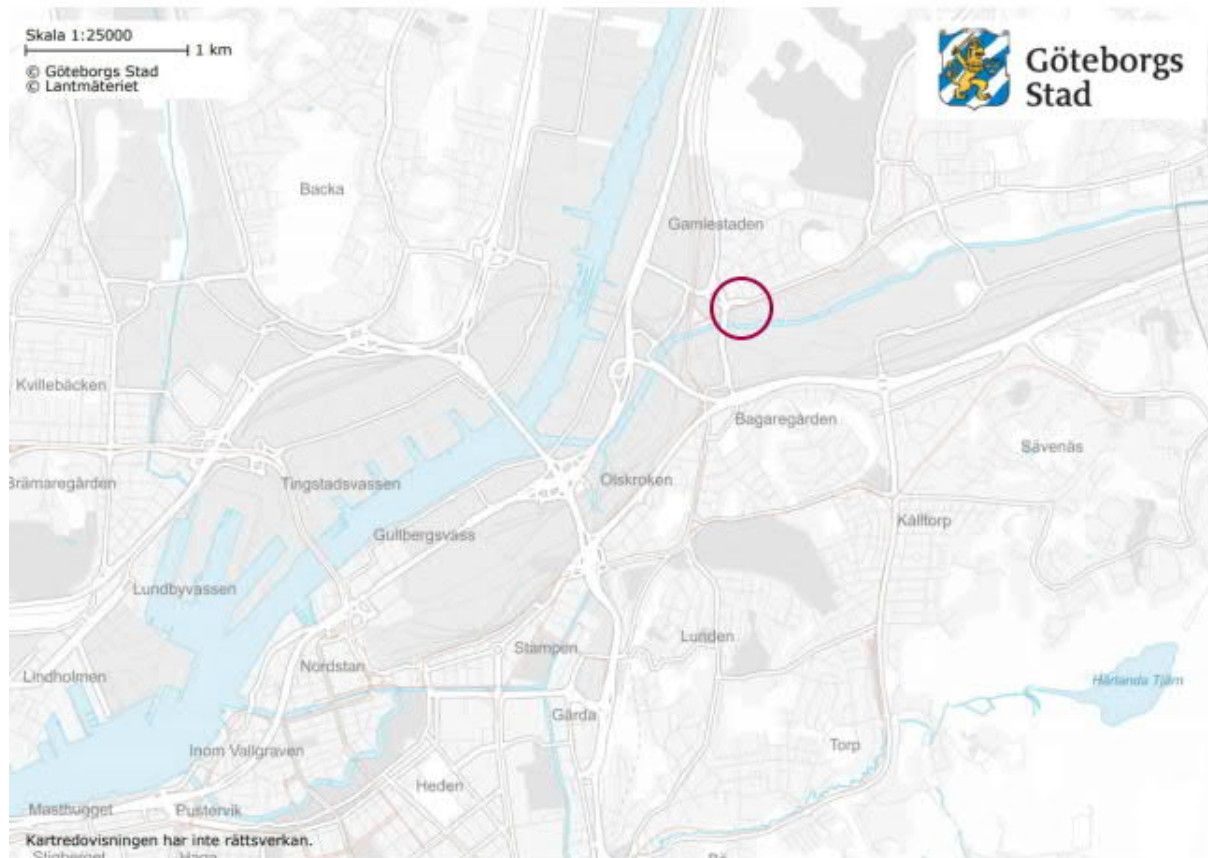 Skala 1:25000
1 km
© Göteborgs Stad
© Lantmäteriet
Göteborgs
Stad
Backa
Gamlestaden
Kvillebäcken
Bagaregården
Sävenäs
Brämaregården
Tingstadsvassen
Olskroken
Kålltorp
Gullbergsvass
Lundbyvassen
Stampen
Lunden
Nordstan
Lindholmen
Härlanda Tjärn
Gårda
Inom Vallgraven
Torp
Heden
Masthugget
Pustervik
Kartredovisningen har inte rättsverkan.
Stigberget
Haga